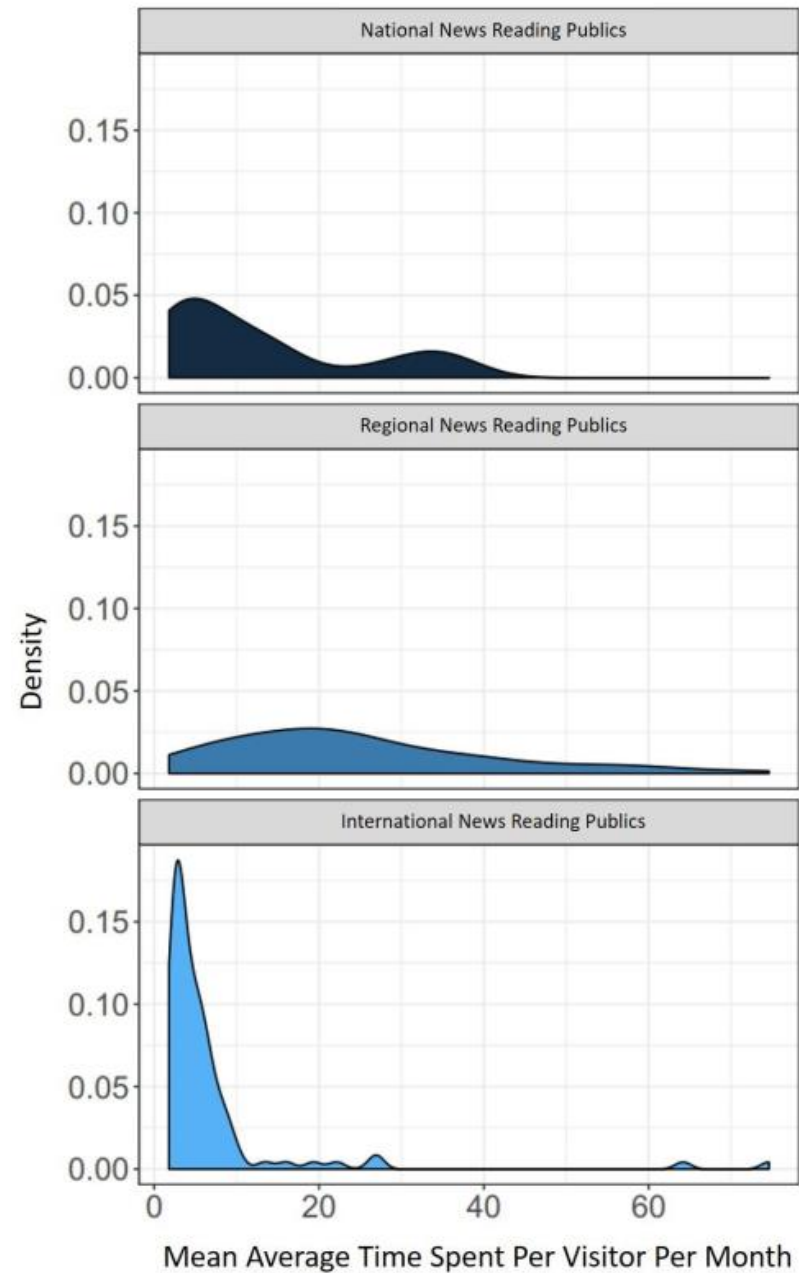 National News Reading Publics
0.15
0.10
0.05
0.00
Regional News Reading Publics
0.15
0.10
0.05
0.00
Density
International News Reading Publics
0.15
0.10
0.05
0.00
0 20 40 60
Mean Average Time Spent Per Visitor Per Month